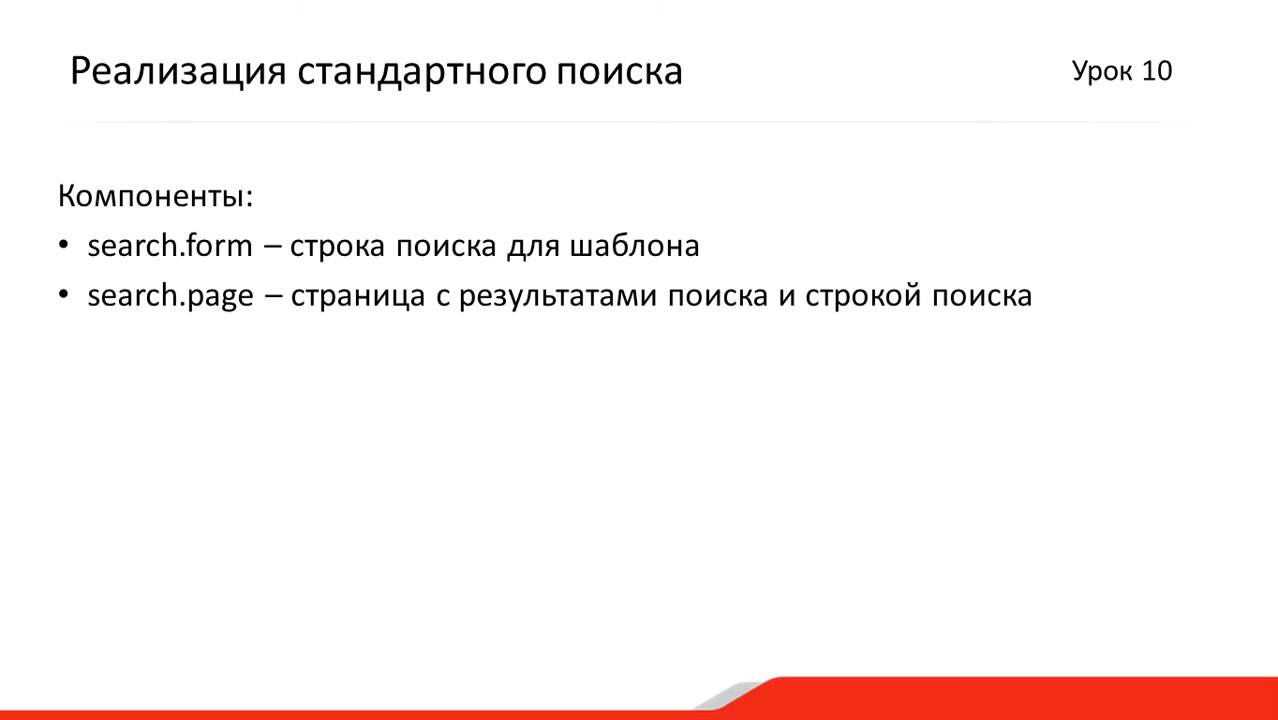 Реализация стандартного поиска
Урок 10
Компоненты:
• search.form – строка поиска для шаблона
• search.page – страница с результатами поиска и строкой поиска